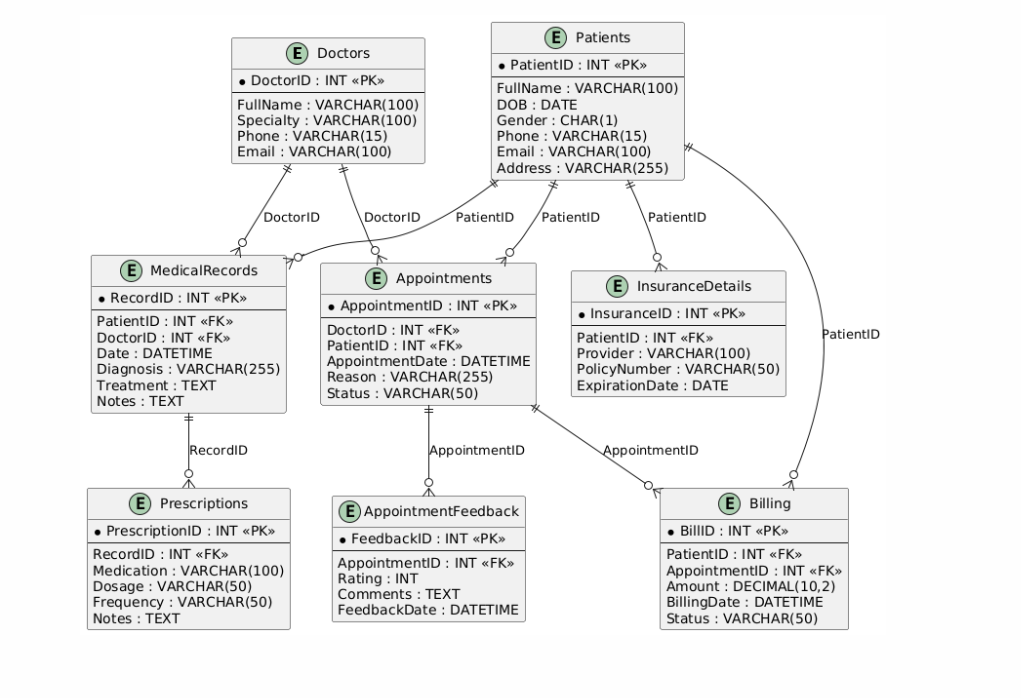 E Doctors
• DoctorID : INT «PK»
FullName : VARCHAR(100)
Specialty : VARCHAR(100)
Phone : VARCHAR(15)
Email : VARCHAR(100)
E Patients
• PatientID : INT «PK»
FullName : VARCHAR(100)
DOB : DATE
Gender : CHAR(1)
Phone : VARCHAR(15)
Email : VARCHAR(100)
Address : VARCHAR(255)
DoctorID
DoctorID
PatientID
PatientID
PatientID
PatientID
E MedicalRecords
• RecordID : INT «PK»
PatientID : INT «FK»
DoctorID : INT «FK»
Date : DATETIME
Diagnosis : VARCHAR(255)
Treatment : TEXT
Notes : TEXT
E Appointments
• AppointmentID : INT «PK»
DoctorID : INT «FK»
PatientID : INT «FK»
AppointmentDate : DATETIME
Reason : VARCHAR(255)
Status : VARCHAR(50)
E InsuranceDetails
• InsuranceID : INT «PK»
PatientID : INT «FK»
Provider : VARCHAR(100)
PolicyNumber : VARCHAR(50)
ExpirationDate : DATE
RecordID
AppointmentID
AppointmentID
E Prescriptions
• PrescriptionID : INT «PK»
RecordID : INT «FK»
Medication : VARCHAR(100)
Dosage : VARCHAR(50)
Frequency : VARCHAR(50)
Notes : TEXT
E AppointmentFeedback
• FeedbackID : INT «PK»
AppointmentID : INT «FK»
Rating : INT
Comments : TEXT
FeedbackDate : DATETIME
E Billing
• BillID : INT «PK»
PatientID : INT «FK»
AppointmentID : INT «FK»
Amount : DECIMAL(10,2)
BillingDate : DATETIME
Status : VARCHAR(50)